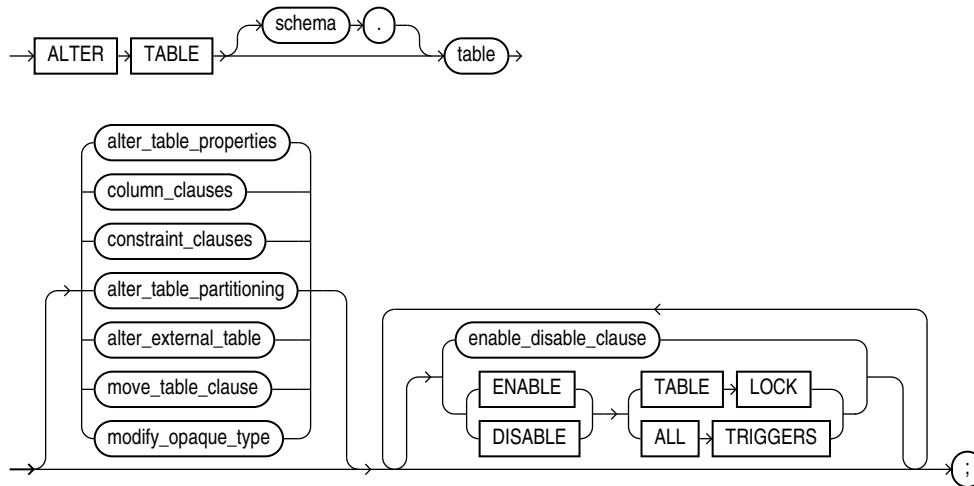 schema .
ALTER TABLE table
alter_table_properties
column_clauses
constraint_clauses
alter_table_partitioning
alter_external_table enable_disable_clause
move_table_clause ENABLE TABLE LOCK
modify_opaque_type DISABLE ALL TRIGGERS
;